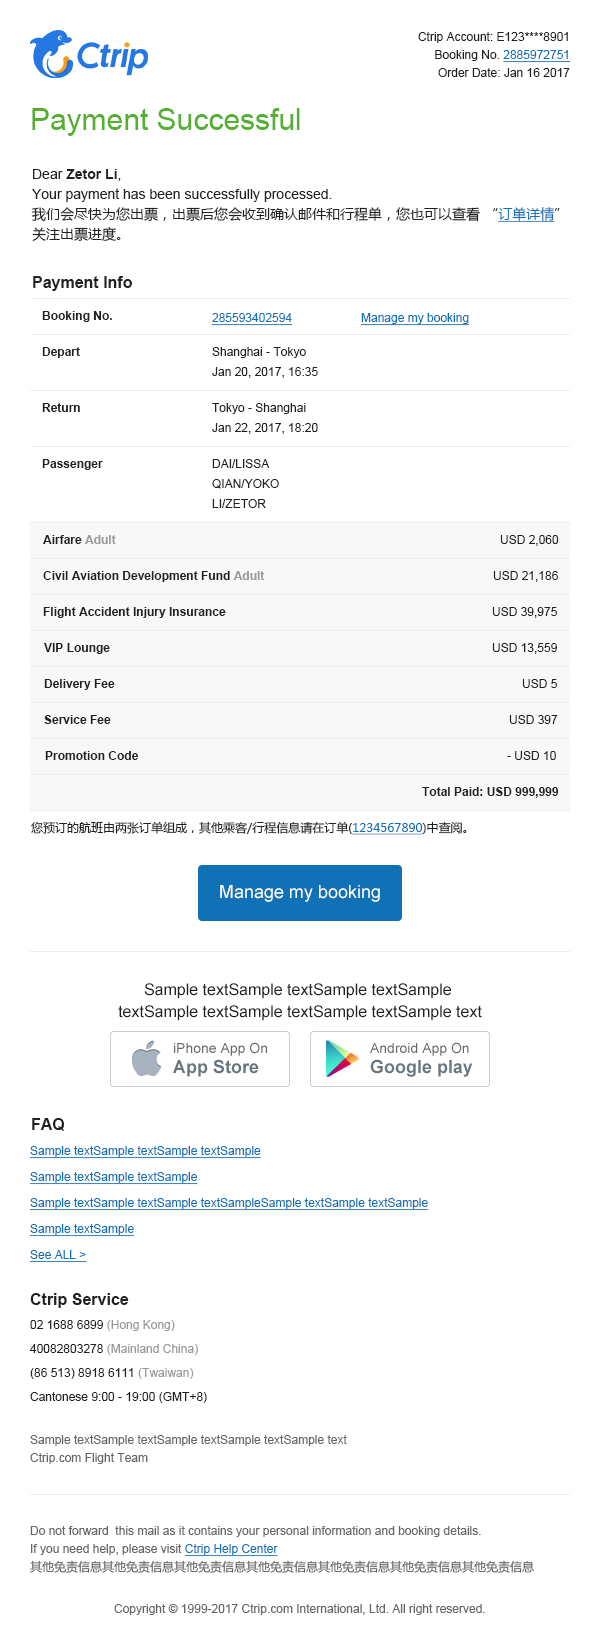 Ctrip
Ctrip Account: E123****8901
Booking No. 2885972751
Order Date: Jan 16 2017
Payment Successful
Dear Zetor Li,
Your payment has been successfully processed.
我们会尽快为您出票，出票后您会收到确认邮件和行程单，您也可以查看 “订单详情”
关注出票进度。
Payment Info
Booking No. 285593402594 Manage my booking
Depart Shanghai - Tokyo
Jan 20, 2017, 16:35
Return Tokyo - Shanghai
Jan 22, 2017, 18:20
Passenger DAI/LISSA
QIAN/YOKO
LI/ZETOR
Airfare Adult USD 2,060
Civil Aviation Development Fund Adult USD 21,186
Flight Accident Injury Insurance USD 39,975
VIP Lounge USD 13,559
Delivery Fee USD 5
Service Fee USD 397
Promotion Code - USD 10
Total Paid: USD 999,999
您预订的航班由两张订单组成，其他乘客/行程信息请在订单(1234567890)中查阅。
Manage my booking
Sample textSample textSample textSample
textSample textSample textSample textSample text
iPhone App On
App Store
Android App On
Google play
FAQ
Sample textSample textSample textSample
Sample textSample textSample
Sample textSample textSample textSampleSample textSample textSample
Sample textSample
See ALL >
Ctrip Service
02 1688 6899 (Hong Kong)
40082803278 (Mainland China)
(86 513) 8918 6111 (Twaiwan)
Cantonese 9:00 - 19:00 (GMT+8)
Sample textSample textSample textSample textSample text
Ctrip.com Flight Team
Do not forward  this mail as it contains your personal information and booking details.
If you need help, please visit Ctrip Help Center
其他免责信息其他免责信息其他免责信息其他免责信息其他免责信息其他免责信息其他免责信息
Copyright © 1999-2017 Ctrip.com International, Ltd. All right reserved.